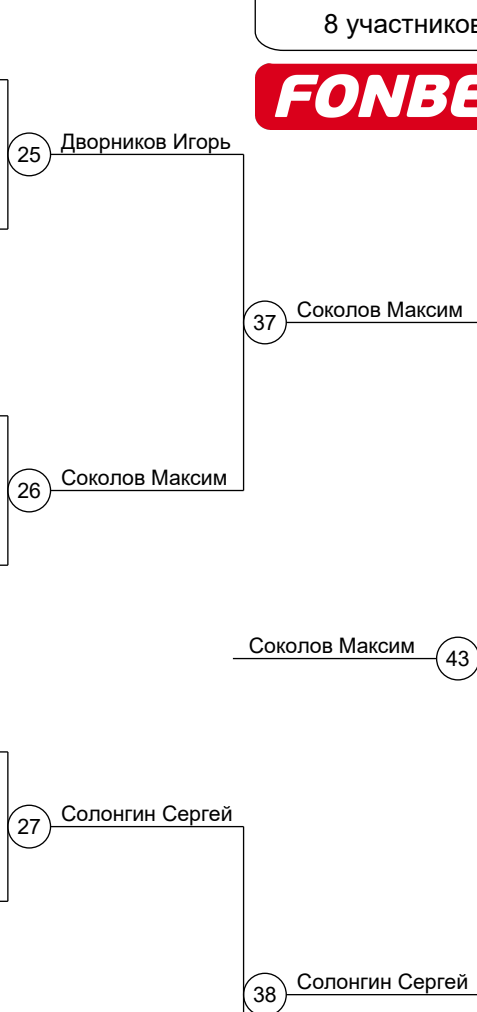 8 участников
FONBE
25 Дворников Игорь
37 Соколов Максим
26 Соколов Максим
Соколов Максим 43
27 Солонгин Сергей
38 Солонгин Сергей